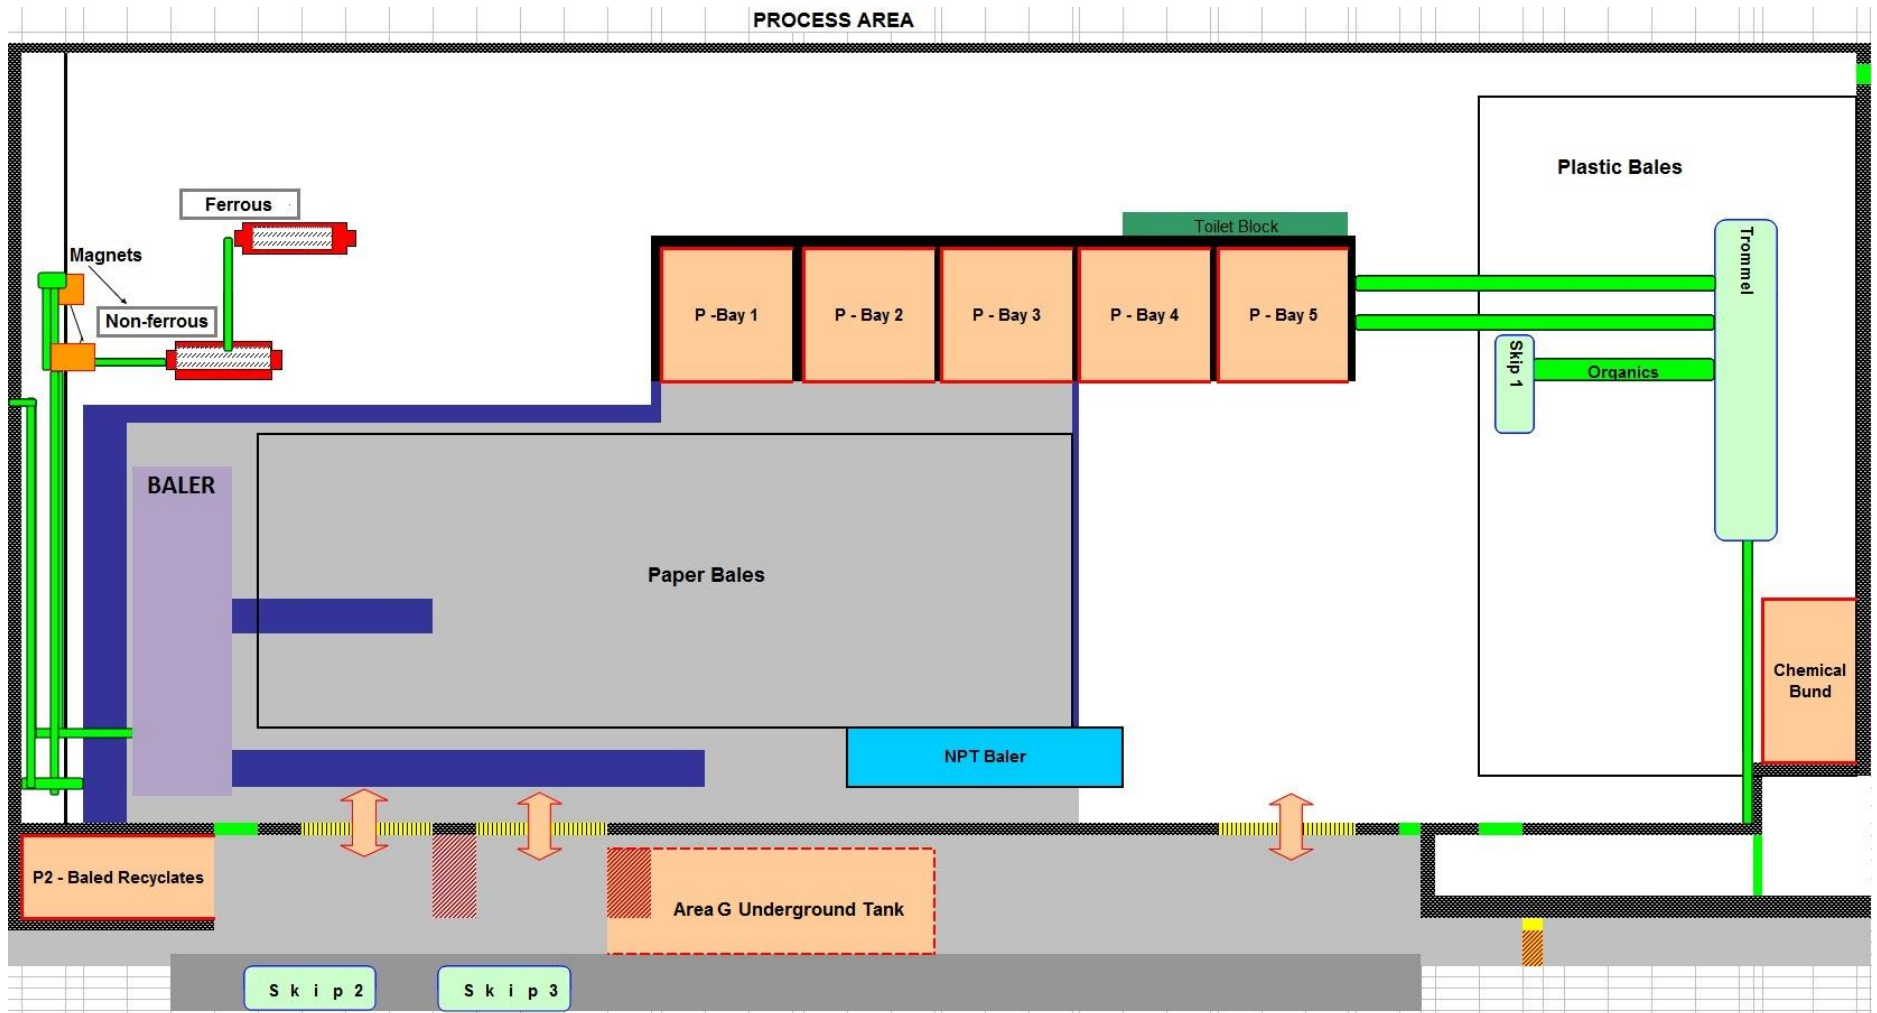 PROCESS AREA
Plastic Bales
Ferrous
Toilet Block
Trommel
Magnets
Non-ferrous
P -Bay 1
P - Bay 2
P - Bay 3
P - Bay 4
P - Bay 5
Skip 1
Organics
BALER
Paper Bales
Chemical
Bund
NPT Baler
P2 - Baled Recyclates
Area G Underground Tank
S k i p 2
S k i p 3